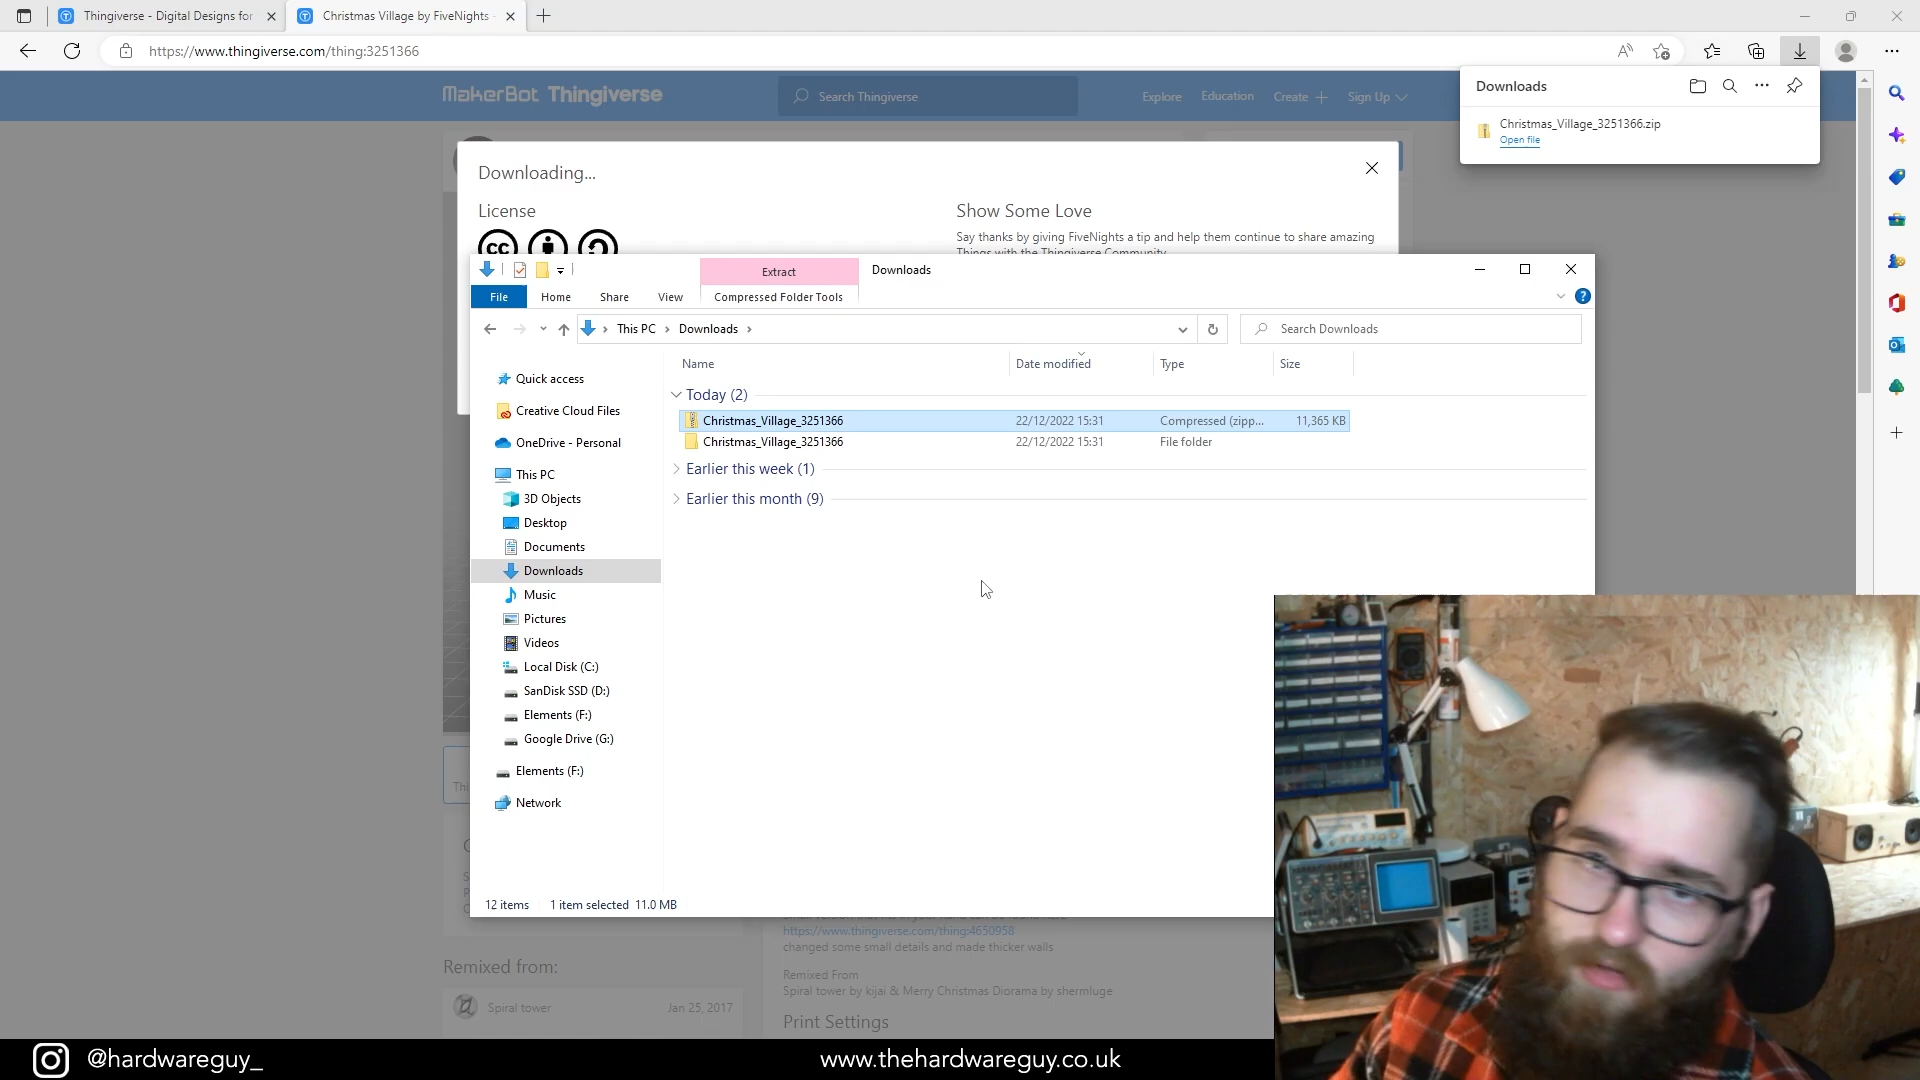 Thingiverse - Digital Designs for
Christmas Village by FiveNights -
https://www.thingiverse.com/thing:3251366
MakerBot Thingiverse
Search Thingiverse
Explore
Education
Create
Sign Up
Downloads
Christmas_Village_3251366.zip
Open file
Downloading...
License
Show Some Love
Say thanks by giving FiveNights a tip and help them continue to share amazing
Things with the Thingiverse Community.
Extract
Downloads
File
Home
Share
View
Compressed Folder Tools
This PC
Downloads
Search Downloads
Name
Date modified
Type
Size
Quick access
Creative Cloud Files
OneDrive - Personal
This PC
3D Objects
Desktop
Documents
Downloads
Music
Pictures
Videos
Local Disk (C:)
SanDisk SSD (D:)
Elements (F:)
Google Drive (G:)
Elements (F:)
Network
Today (2)
Christmas_Village_3251366 22/12/2022 15:31 Compressed (zipp... 11,365 KB
Christmas_Village_3251366 22/12/2022 15:31 File folder
Earlier this week (1)
Earlier this month (9)
12 items 1 item selected 11.0 MB
https://www.thingiverse.com/thing:4650958
changed some small details and made thicker walls
Remixed From
Spiral tower by kijai & Merry Christmas Diorama by shermluge
Print Settings
Remixed from:
Spiral tower
Jan 25, 2017
@hardwareguy_
www.thehardwareguy.co.uk